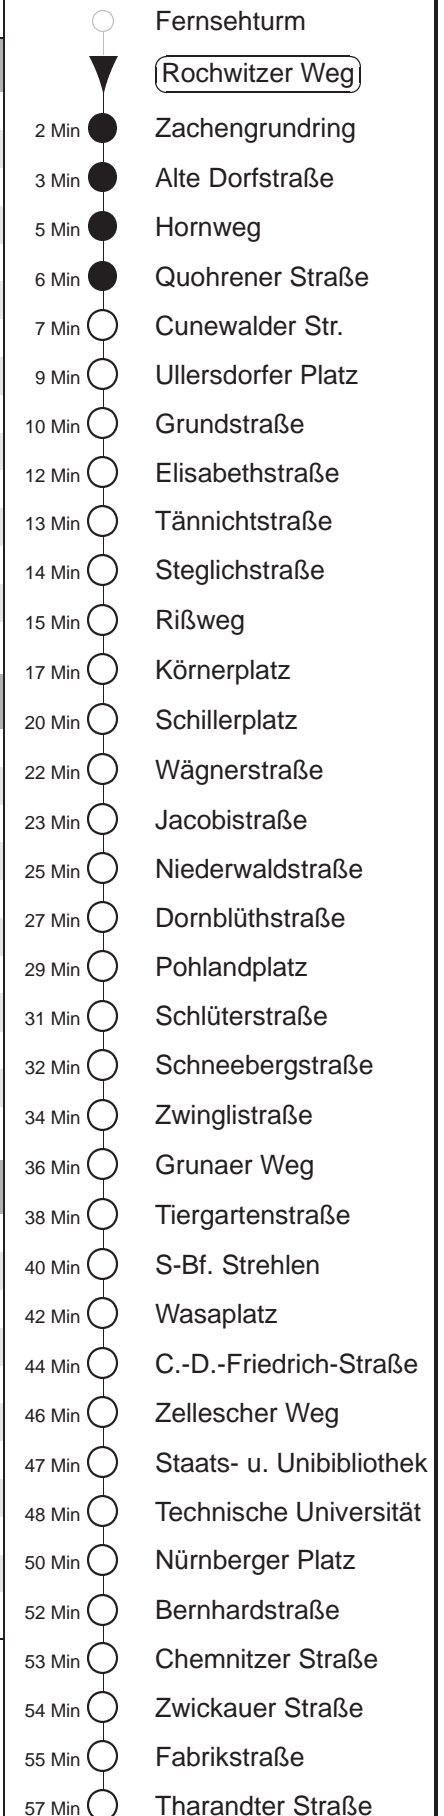 Fernsehturm
Rochwitzer Weg
2 Min Zachengrundring
3 Min Alte Dorfstraße
5 Min Hornweg
6 Min Quohrener Straße
7 Min Cunewalder Str.
9 Min Ullersdorfer Platz
10 Min Grundstraße
12 Min Elisabethstraße
13 Min Tännichtstraße
14 Min Steglichstraße
15 Min Rißweg
17 Min Körnerplatz
20 Min Schillerplatz
22 Min Wägnerstraße
23 Min Jacobistraße
25 Min Niederwaldstraße
27 Min Dornblüthstraße
29 Min Pohlandplatz
31 Min Schlüterstraße
32 Min Schneebergstraße
34 Min Zwinglistraße
36 Min Grunaer Weg
38 Min Tiergartenstraße
40 Min S-Bf. Strehlen
42 Min Wasaplatz
44 Min C.-D.-Friedrich-Straße
46 Min Zellescher Weg
47 Min Staats- u. Unibibliothek
48 Min Technische Universität
50 Min Nürnberger Platz
52 Min Bernhardstraße
53 Min Chemnitzer Straße
54 Min Zwickauer Straße
55 Min Fabrikstraße
57 Min Tharandter Straße